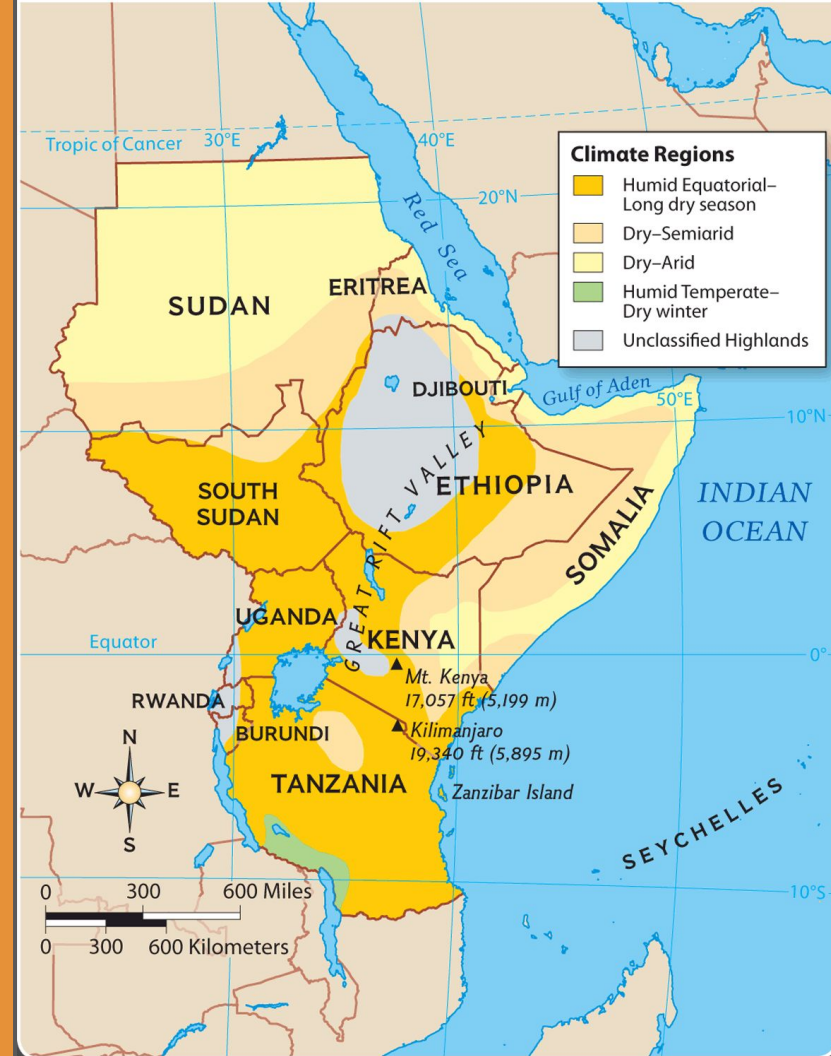 Tropic of Cancer
30°E
40°E
Climate Regions
Humid Equatorial–
Long dry season
Dry–Semiarid
Dry–Arid
Humid Temperate–
Dry winter
Unclassified Highlands
20°N
Red Sea
ERITREA
SUDAN
DJIBOUTI
Gulf of Aden
50°E
10°N
SOUTH
SUDAN
ETHIOPIA
GREAT RIFT VALLEY
SOMALIA
INDIAN
OCEAN
UGANDA
KENYA
Equator
0°
Mt. Kenya
17,057 ft (5,199 m)
RWANDA
BURUNDI
Kilimanjaro
19,340 ft (5,895 m)
N
W
E
S
TANZANIA
Zanzibar Island
SEYCHELLES
10°S
0 300 600 Miles
0 300 600 Kilometers